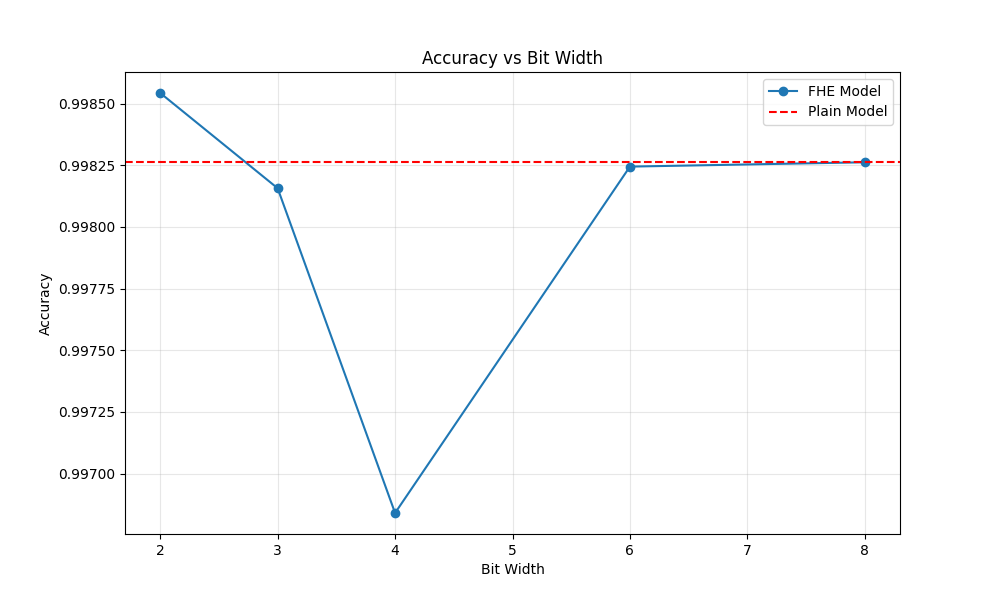 Accuracy vs Bit Width
FHE Model
Plain Model
0.99850
0.99825
0.99800
0.99775
0.99750
0.99725
0.99700
Accuracy
2 3 4 5 6 7 8
Bit Width